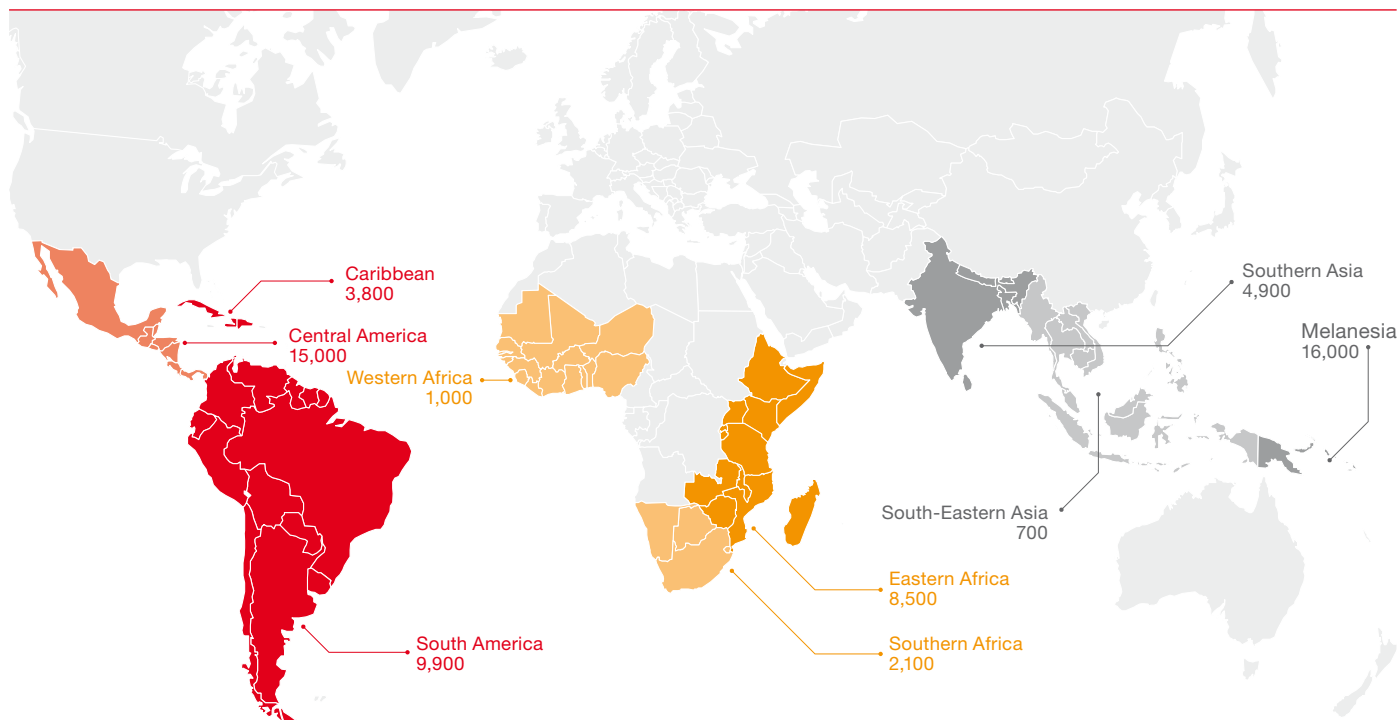 Caribbean
3,800
Central America
15,000
Western Africa
1,000
South America
9,900
Southern Asia
4,900
Melanesia
16,000
South-Eastern Asia
700
Eastern Africa
8,500
Southern Africa
2,100